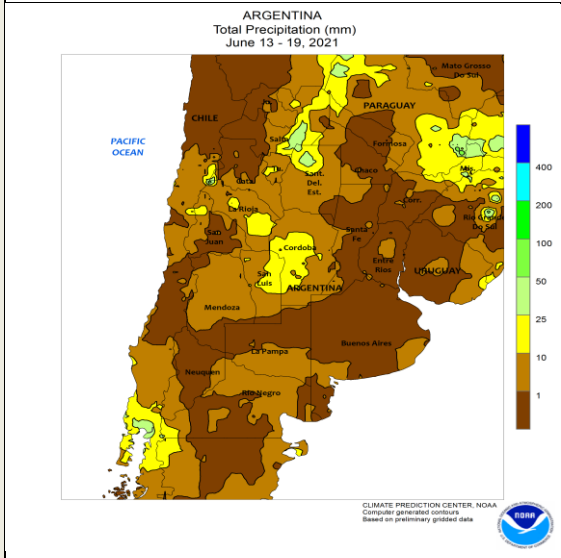 ARGENTINA
Total Precipitation (mm)
June 13 - 19, 2021
Mato Grosso
Do Sul
PARAGUAY
CHILE
PACIFIC
OCEAN
Salta
Formosa
Chaco
Sant.
Del.
Est.
Cata.
La Rioja
Corr.
Rio Grande
Do Sul
San
Juan
Santa
Fe
Cordoba
Entre
Rios
URUGUAY
San
Luis
ARGENTINA
Mendoza
Buenos Aires
La Pampa
Neuquen
Rio Negro
400
200
100
50
25
10
1
CLIMATE PREDICTION CENTER, NOAA
Computer generated contours
Based on preliminary gridded data
NOAA